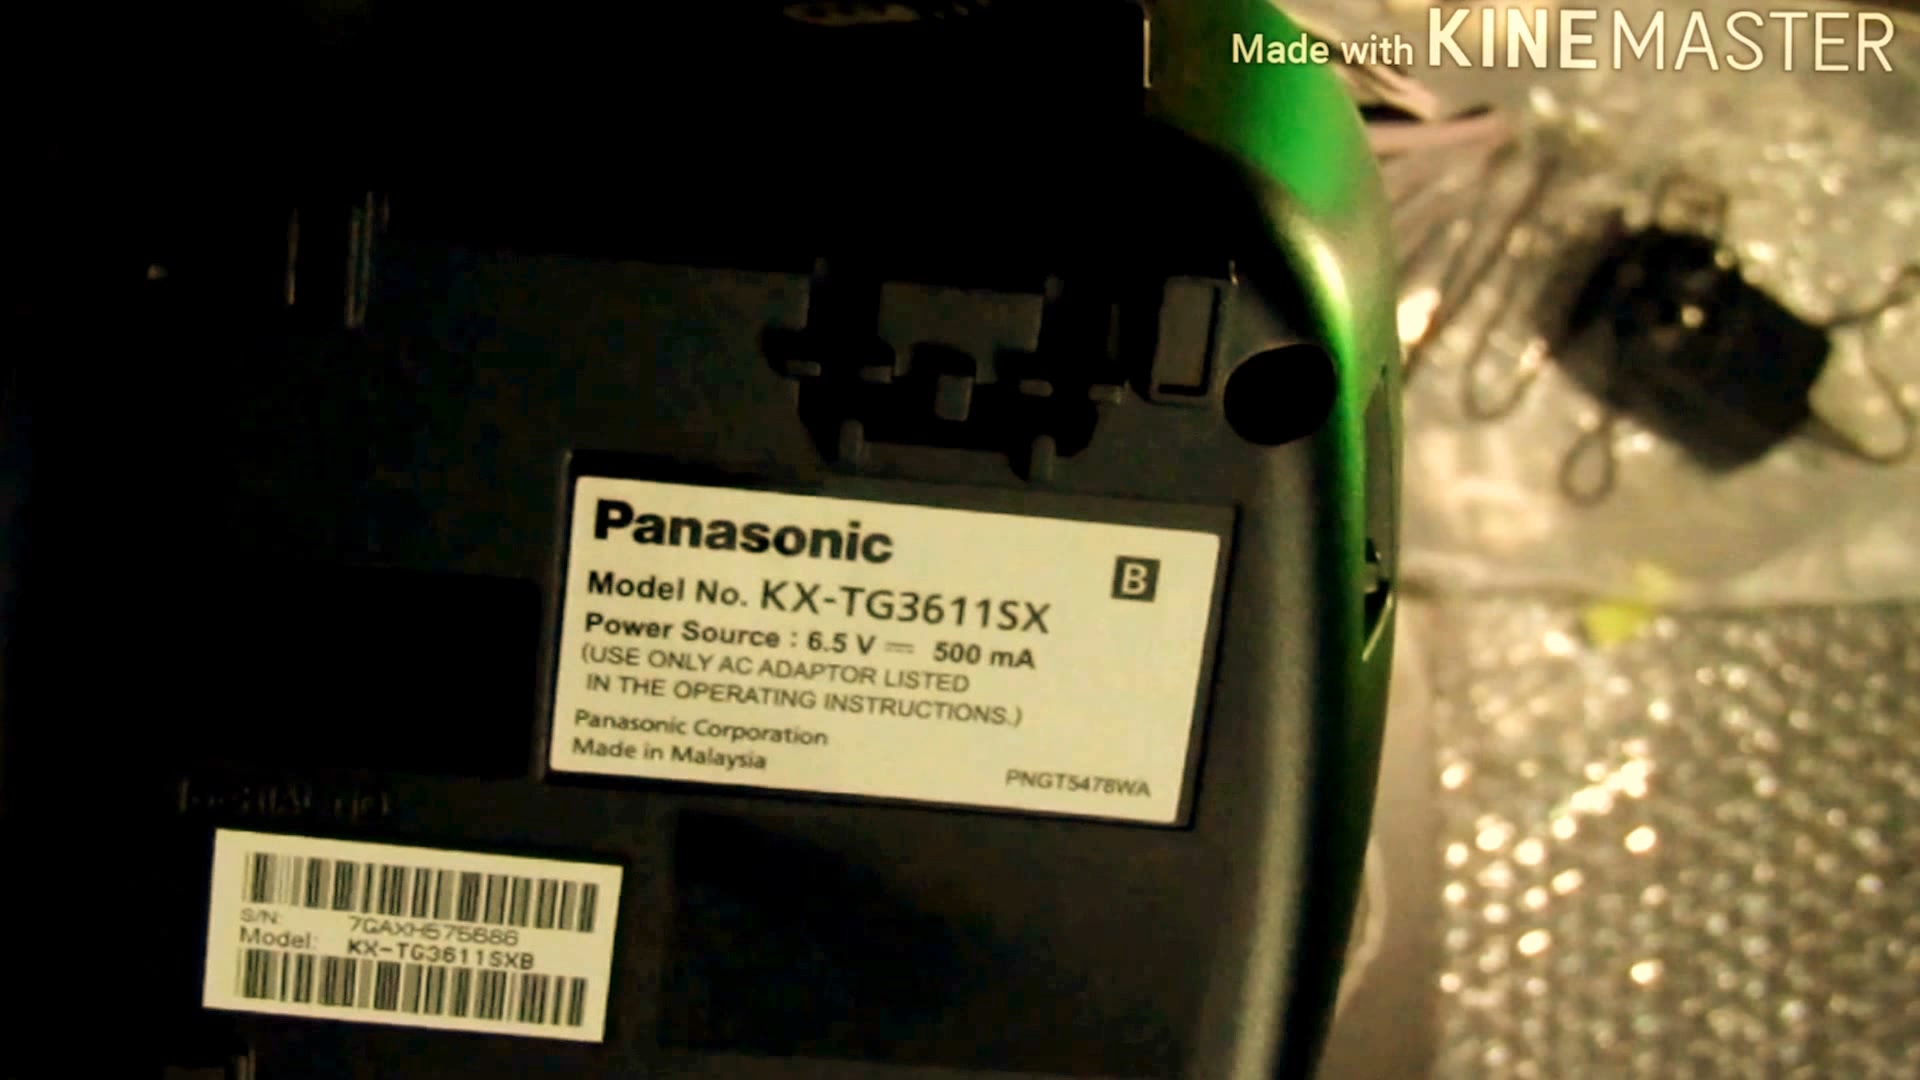 Made with KINEMASTER
Panasonic
B
Model No. KX-TG3611SX
Power Source : 6.5 V ⎓ 500 mA
(USE ONLY AC ADAPTOR LISTED
IN THE OPERATING INSTRUCTIONS.)
Panasonic Corporation
Made in Malaysia
PNGT5478WA
S/N: 7GAXH575686
Model: KX-TG3611SXB